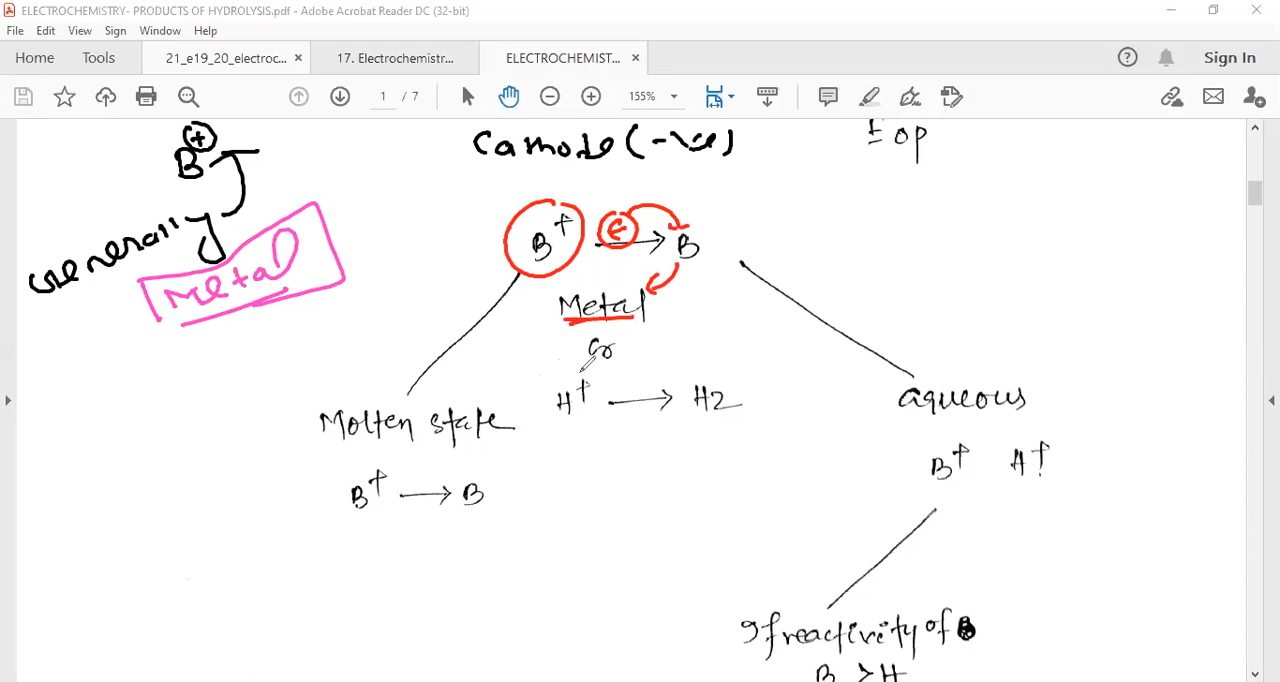 ELECTROCHEMISTRY- PRODUCTS OF HYDROLYSIS.pdf - Adobe Acrobat Reader DC (32-bit)
File Edit View Sign Window Help
Home Tools 21_e19_20_electroc... × 17. Electrochemistr... ELECTROCHEMIST... × Sign In
1 / 7 155%
B+
Generally
Metal
Cathode (-ve)
B+ e → B
Metal
or
H+ → H2
Molten state
B+ → B
aqueous
B+ H+
If reactivity of
B > H